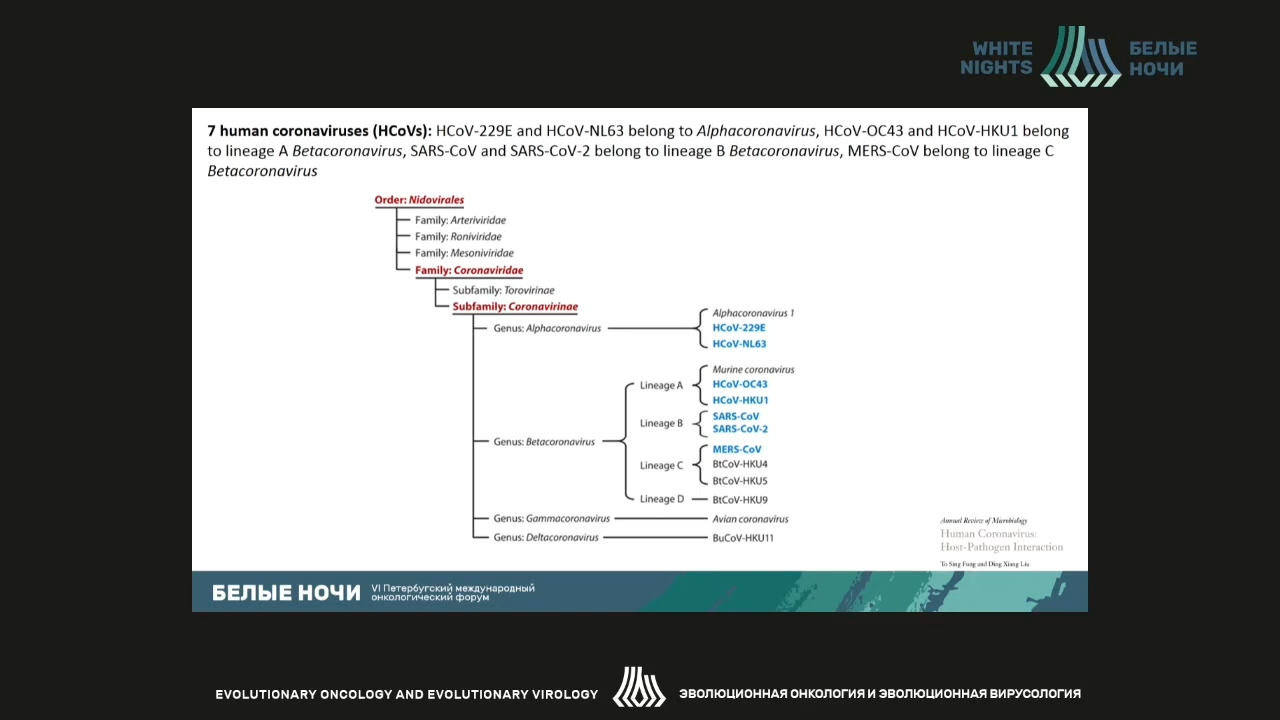 WHITE NIGHTS
БЕЛЫЕ НОЧИ
7 human coronaviruses (HCoVs): HCoV-229E and HCoV-NL63 belong to Alphacoronavirus, HCoV-OC43 and HCoV-HKU1 belong
to lineage A Betacoronavirus, SARS-CoV and SARS-CoV-2 belong to lineage B Betacoronavirus, MERS-CoV belong to lineage C
Betacoronavirus
Order: Nidovirales
Family: Arteriviridae
Family: Roniviridae
Family: Mesoniviridae
Family: Coronaviridae
Subfamily: Torovirinae
Subfamily: Coronavirinae
Genus: Alphacoronavirus
Alphacoronavirus 1
HCoV-229E
HCoV-NL63
Genus: Betacoronavirus
Lineage A
Murine coronavirus
HCoV-OC43
HCoV-HKU1
Lineage B
SARS-CoV
SARS-CoV-2
Lineage C
MERS-CoV
BtCoV-HKU4
BtCoV-HKU5
Lineage D
BtCoV-HKU9
Genus: Gammacoronavirus
Avian coronavirus
Genus: Deltacoronavirus
BuCoV-HKU11
Annual Review of Microbiology
Human Coronavirus:
Host-Pathogen Interaction
To Sing Fung and Ding Xiang Liu
БЕЛЫЕ НОЧИ
VI Петербугский международный
онкологический форум
EVOLUTIONARY ONCOLOGY AND EVOLUTIONARY VIROLOGY
ЭВОЛЮЦИОННАЯ ОНКОЛОГИЯ И ЭВОЛЮЦИОННАЯ ВИРУСОЛОГИЯ